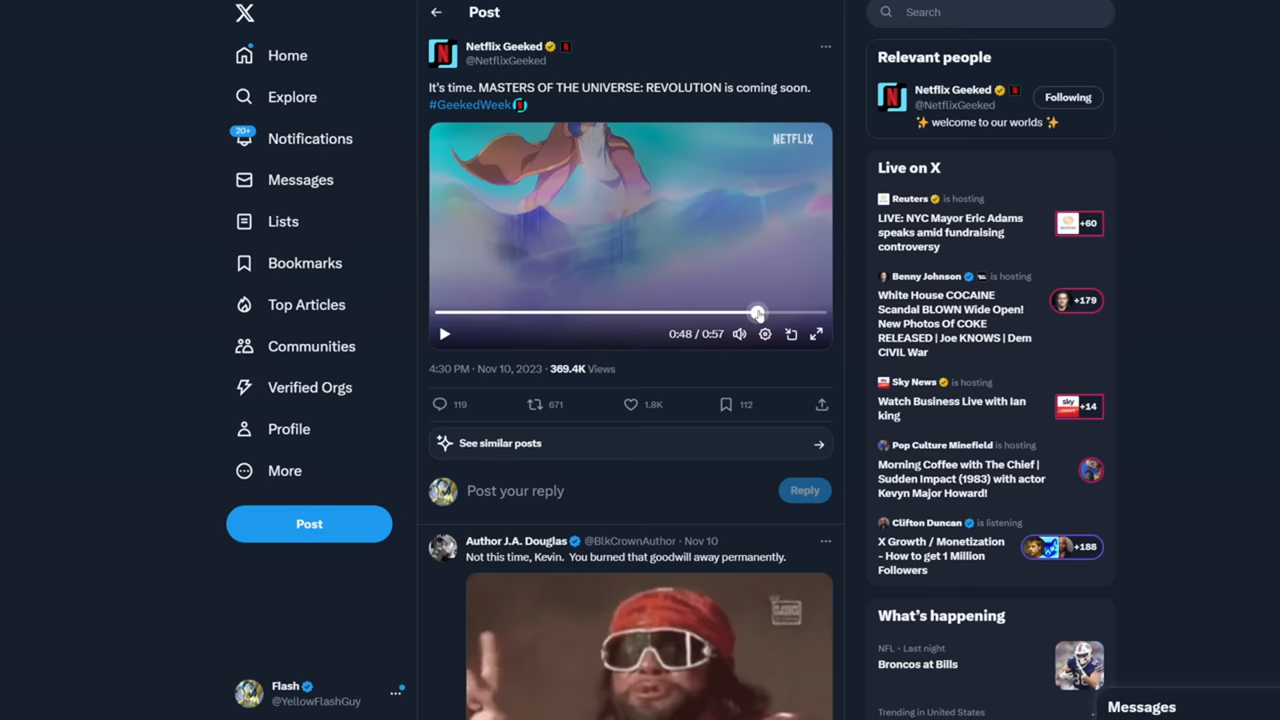 Post
Search
Home
Explore
20+
Notifications
Messages
Lists
Bookmarks
Top Articles
Communities
Verified Orgs
Profile
More
Post
Flash
@YellowFlashGuy
Netflix Geeked
@NetflixGeeked
It's time. MASTERS OF THE UNIVERSE: REVOLUTION is coming soon.
#GeekedWeek
NETFLIX
0:48 / 0:57
4:30 PM · Nov 10, 2023 · 369.4K Views
119 671 1.8K 112
See similar posts
Post your reply
Reply
Author J.A. Douglas @BlkCrownAuthor · Nov 10
Not this time, Kevin. You burned that goodwill away permanently.
CLASSICS
Relevant people
Netflix Geeked
@NetflixGeeked
Following
✨ welcome to our worlds ✨
Live on X
Reuters is hosting
LIVE: NYC Mayor Eric Adams
speaks amid fundraising
controversy
+60
Benny Johnson is hosting
White House COCAINE
Scandal BLOWN Wide Open!
New Photos Of COKE
RELEASED | Joe KNOWS | Dem
CIVIL War
+179
Sky News is hosting
Watch Business Live with Ian
king
sky
+14
Pop Culture Minefield is hosting
Morning Coffee with The Chief |
Sudden Impact (1983) with actor
Kevyn Major Howard!
Clifton Duncan is listening
X Growth / Monetization
- How to get 1 Million
Followers
+188
What's happening
NFL · Last night
Broncos at Bills
Trending in United States
Messages